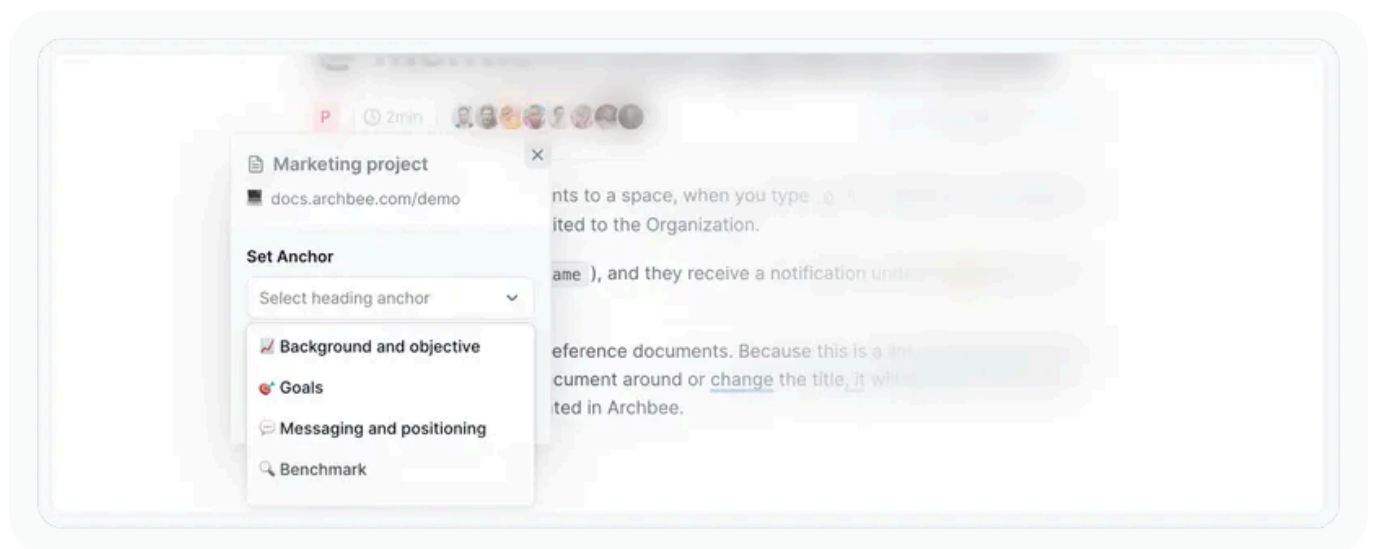 P
2min
Marketing project
docs.archbee.com/demo
Set Anchor
Select heading anchor
Background and objective
Goals
Messaging and positioning
Benchmark
nts to a space, when you type
ited to the Organization.
ame ), and they receive a notification
eference documents. Because this is a
cument around or change the title, it
ted in Archbee.